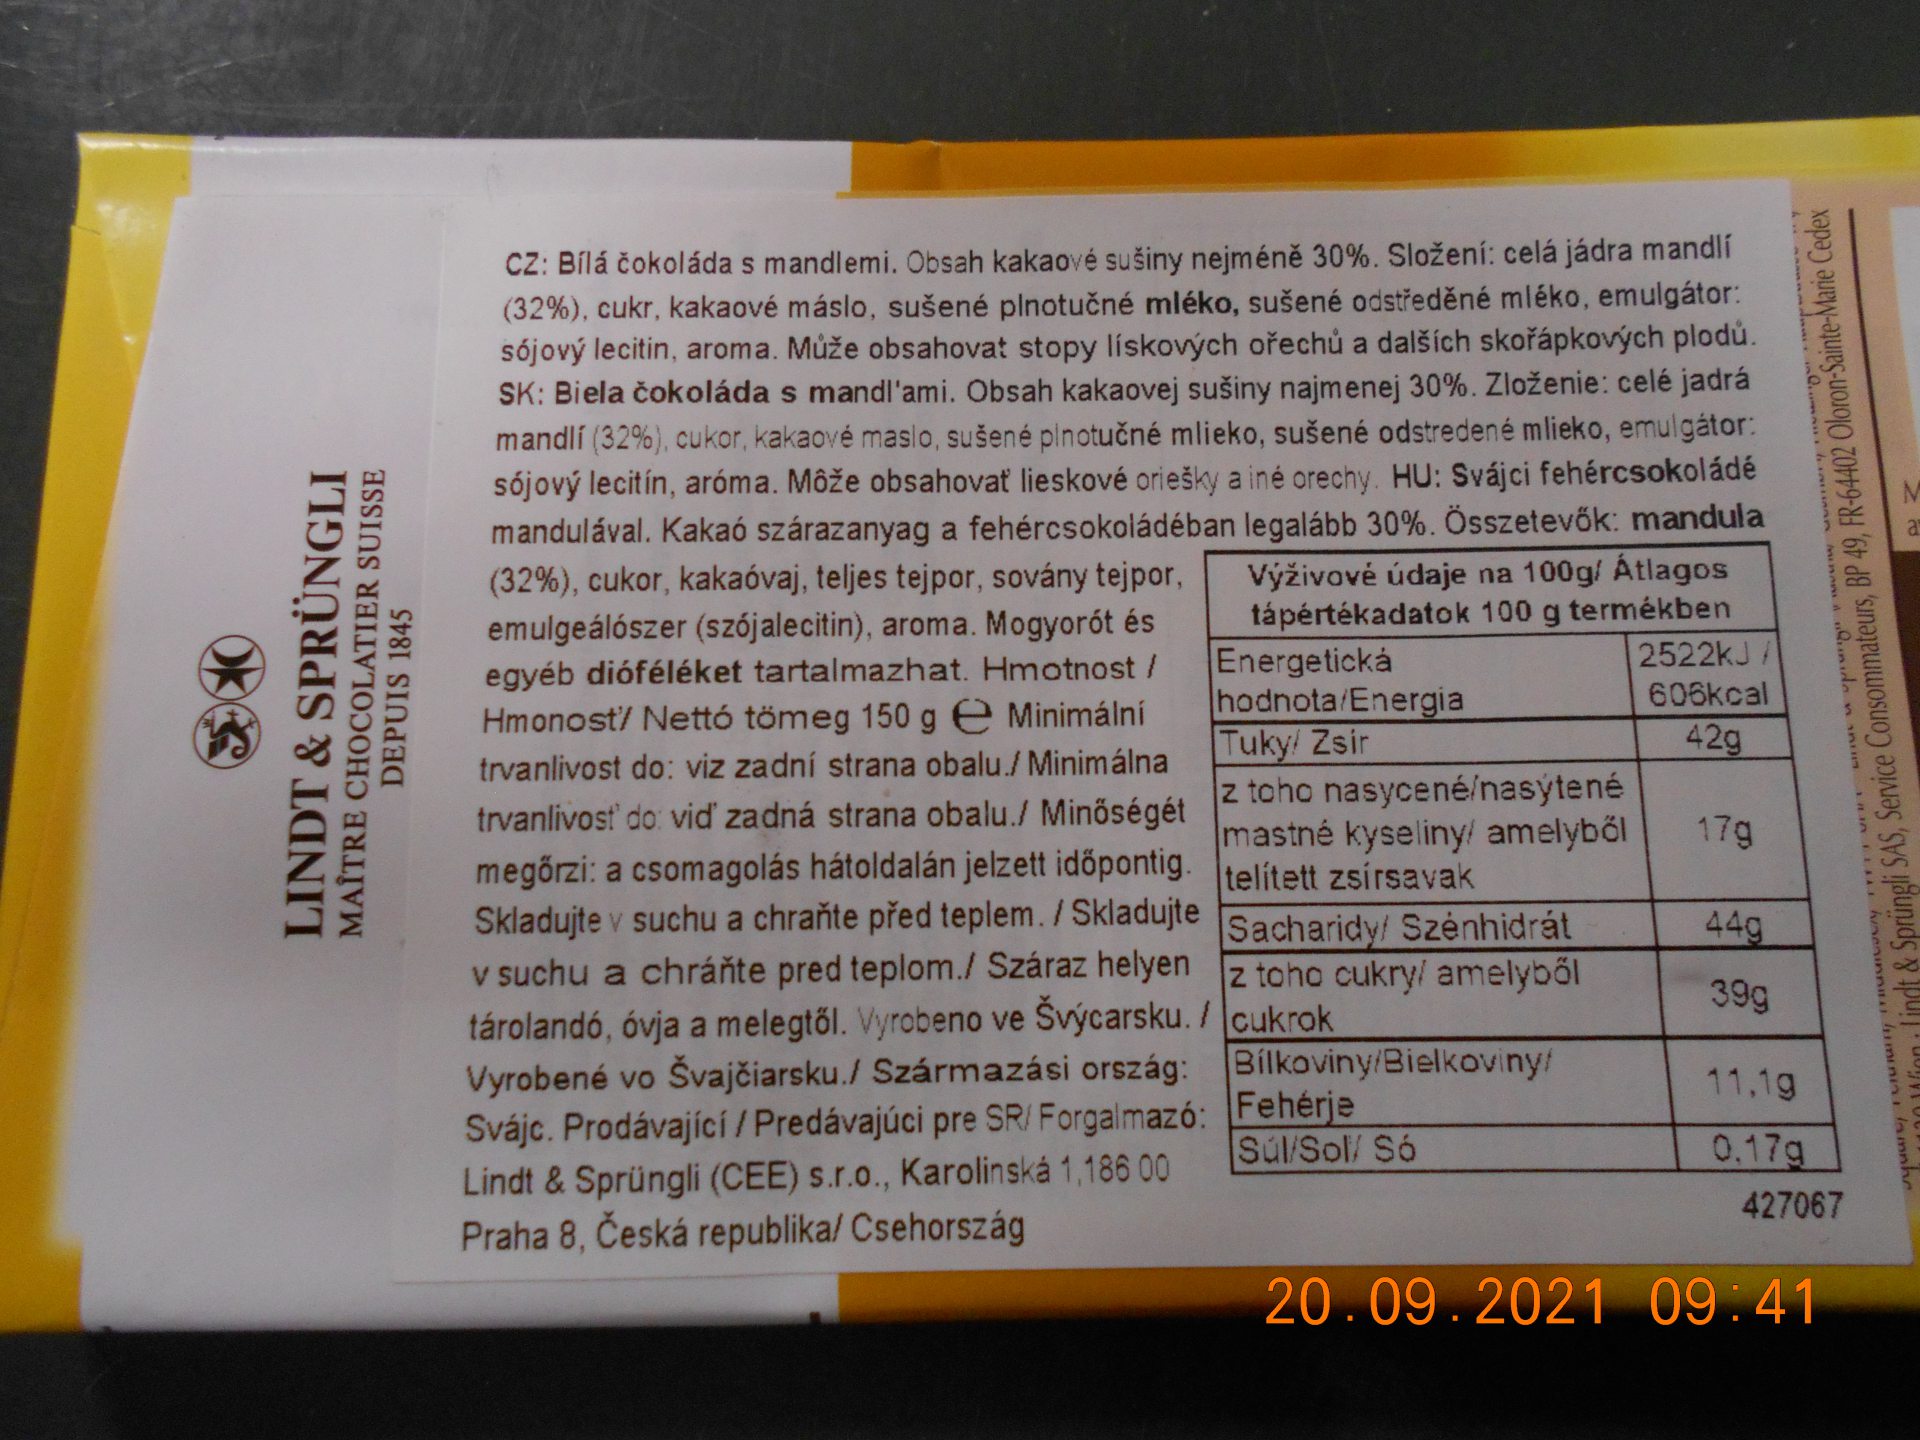 LINDT & SPRÜNGLI
MAÎTRE CHOCOLATIER SUISSE
DEPUIS 1845
CZ: Bílá čokoláda s mandlemi. Obsah kakaové sušiny nejméně 30%. Složení: celá jádra mandlí
(32%), cukr, kakaové máslo, sušené plnotučné mléko, sušené odstředěné mléko, emulgátor:
sójový lecitin, aroma. Může obsahovat stopy lískových ořechů a dalších skořápkových plodů.
SK: Biela čokoláda s mandl'ami. Obsah kakaovej sušiny najmenej 30%. Zloženie: celé jadrá
mandlí (32%), cukor, kakaové maslo, sušené plnotučné mlieko, sušené odstredené mlieko, emulgátor:
sójový lecitín, aróma. Môže obsahovať lieskové oriešky a iné orechy. HU: Svájci fehércsokoládé
mandulával. Kakaó szárazanyag a fehércsokoládéban legalább 30%. Összetevők: mandula
(32%), cukor, kakaóvaj, teljes tejpor, sovány tejpor,
emulgeálószer (szójalecitin), aroma. Mogyorót és
egyéb dióféléket tartalmazhat. Hmotnost /
Hmonosť/ Nettó tömeg 150 g ℮ Minimální
trvanlivost do: viz zadní strana obalu./ Minimálna
trvanlivosť do: viď zadná strana obalu./ Minőségét
megőrzi: a csomagolás hátoldalán jelzett időpontig.
Skladujte v suchu a chraňte před teplem. / Skladujte
v suchu a chráňte pred teplom./ Száraz helyen
tárolandó, óvja a melegtől. Vyrobeno ve Švýcarsku. /
Vyrobené vo Švajčiarsku./ Származási ország:
Svájc. Prodávající / Predávajúci pre SR/ Forgalmazó:
Lindt & Sprüngli (CEE) s.r.o., Karolinská 1,186 00
Praha 8, Česká republika/ Csehország
Výživové údaje na 100g/ Átlagos
tápértékadatok 100 g termékben
Energetická 2522kJ /
hodnota/Energia 606kcal
Tuky/ Zsír 42g
z toho nasycené/nasýtené
mastné kyseliny/ amelyből 17g
telített zsírsavak
Sacharidy/ Szénhidrát 44g
z toho cukry/ amelyből 39g
cukrok
Bílkoviny/Bielkoviny/ 11,1g
Fehérje
Sůl/Soľ/ Só 0,17g
427067
FR-64402 Oloron-Sainte-Marie Cedex
Lindt & Sprüngli SAS, Service Consommateurs, BP 49,
20.09.2021 09:41